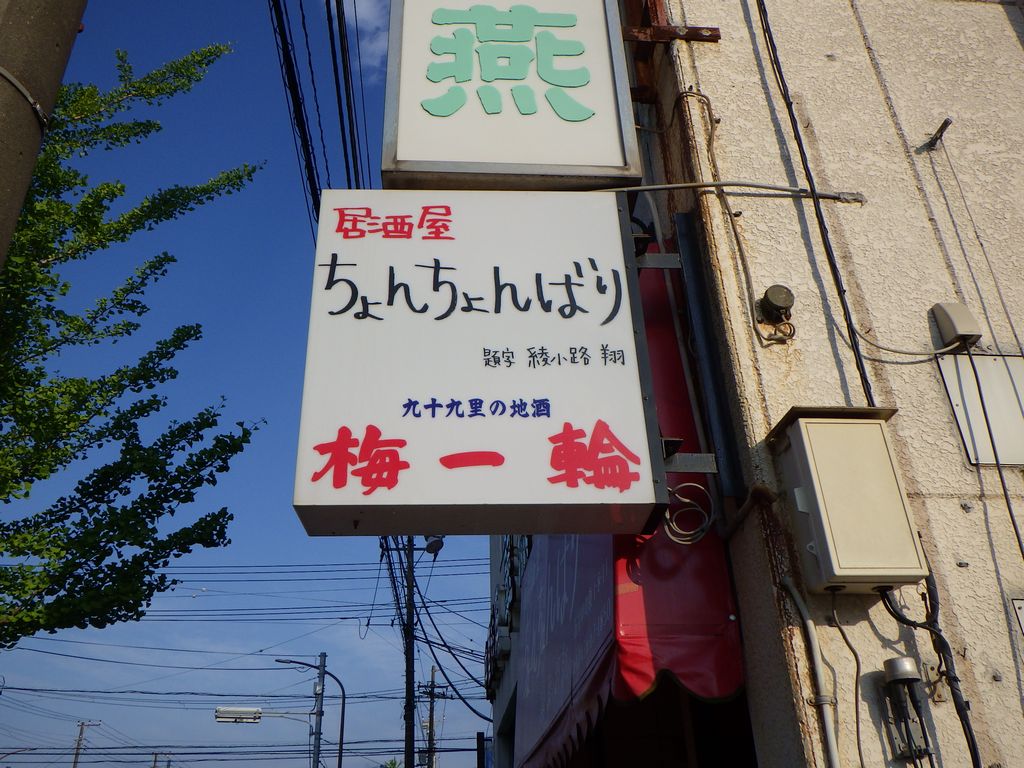 燕
居酒屋
ちょんちょんばり
題字 綾小路 翔
九十九里の地酒
梅一輪